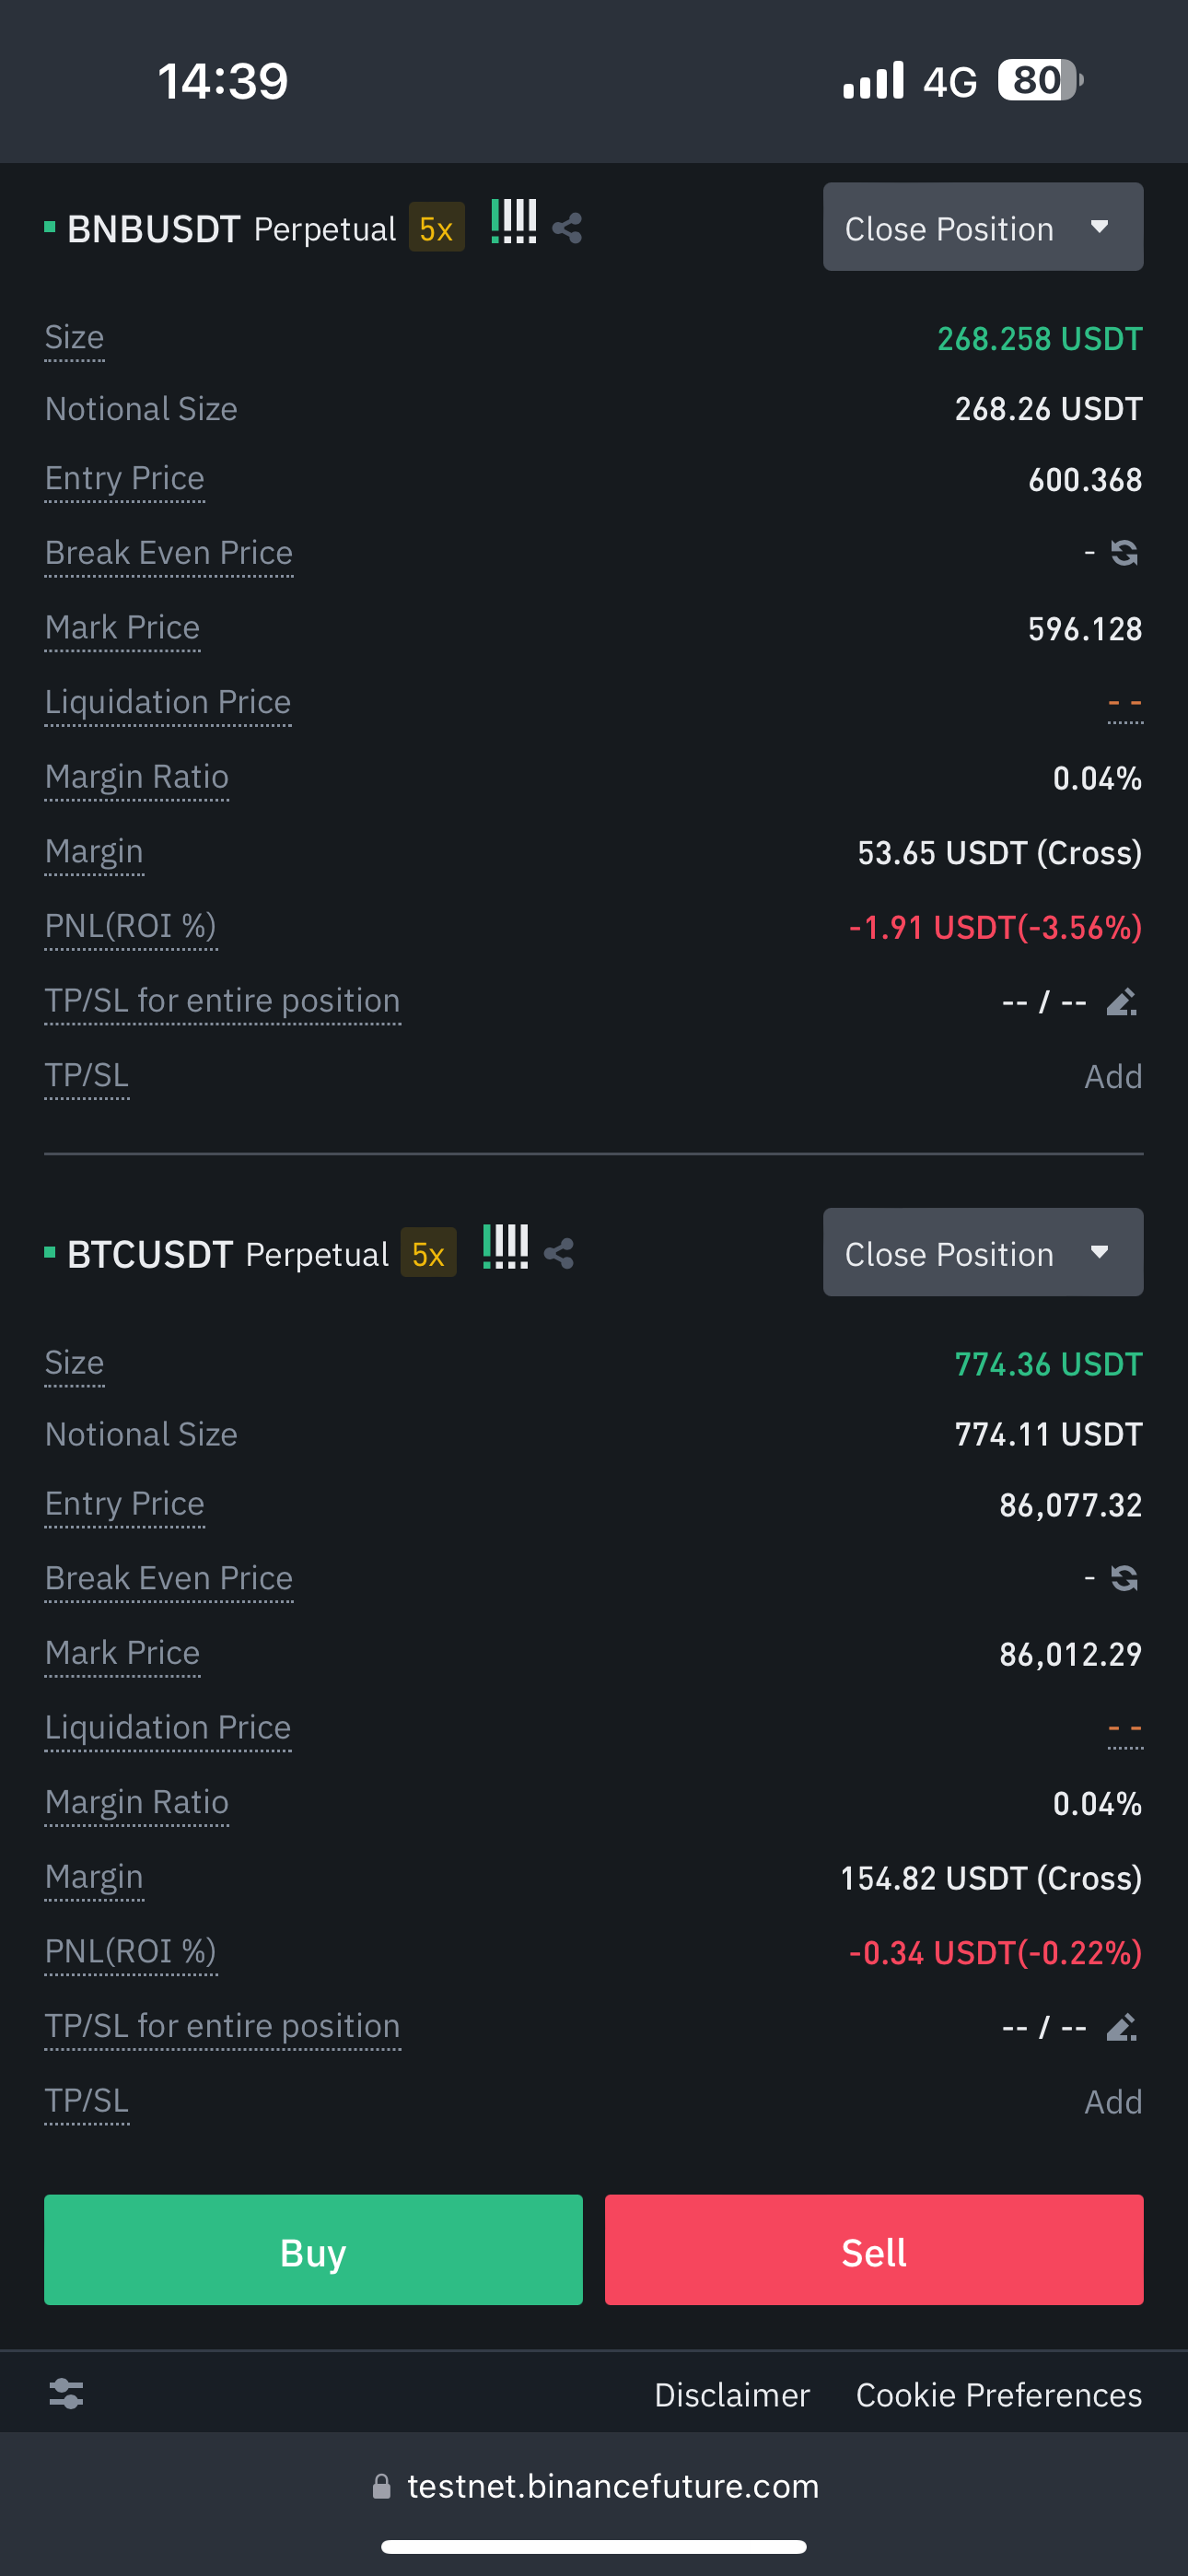 14:39
4G 80
BNBUSDT Perpetual 5x Close Position
Size 268.258 USDT
Notional Size 268.26 USDT
Entry Price 600.368
Break Even Price -
Mark Price 596.128
Liquidation Price - -
Margin Ratio 0.04%
Margin 53.65 USDT (Cross)
PNL(ROI %) -1.91 USDT(-3.56%)
TP/SL for entire position -- / --
TP/SL Add
BTCUSDT Perpetual 5x Close Position
Size 774.36 USDT
Notional Size 774.11 USDT
Entry Price 86,077.32
Break Even Price -
Mark Price 86,012.29
Liquidation Price - -
Margin Ratio 0.04%
Margin 154.82 USDT (Cross)
PNL(ROI %) -0.34 USDT(-0.22%)
TP/SL for entire position -- / --
TP/SL Add
Buy Sell
Disclaimer Cookie Preferences
testnet.binancefuture.com